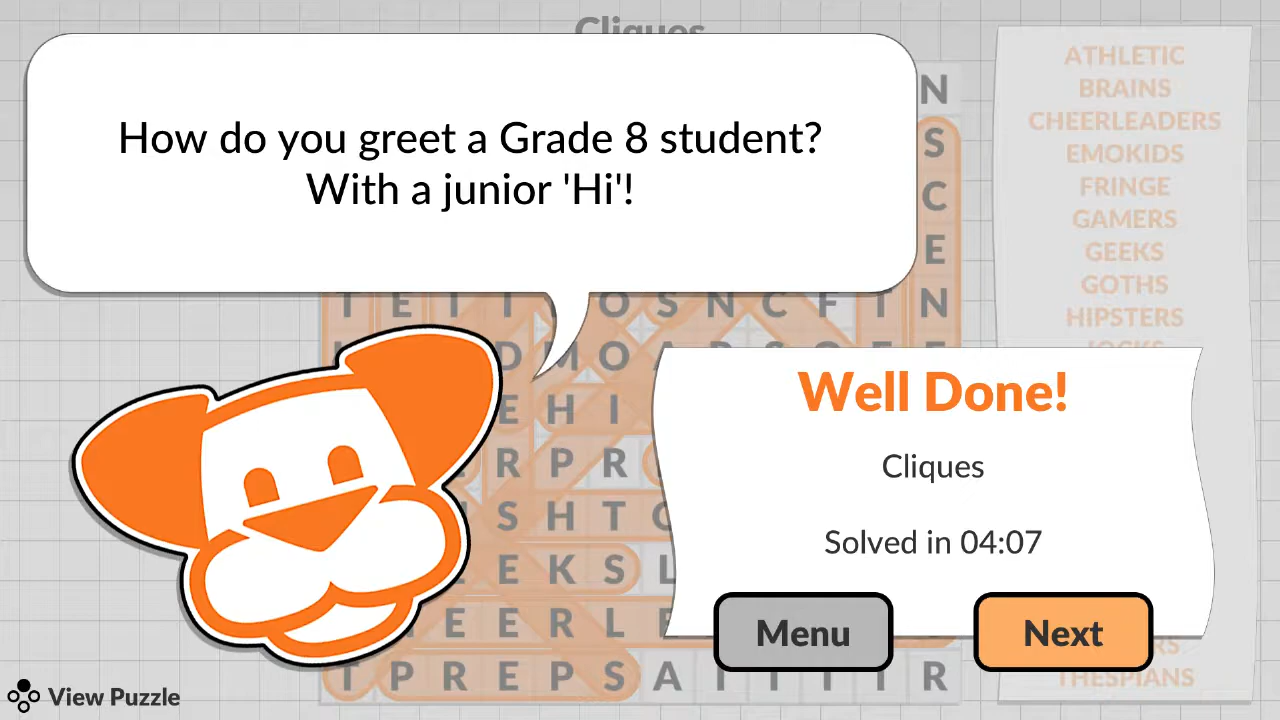 Cliques
How do you greet a Grade 8 student?
With a junior 'Hi'!
N
S
C
E
T E T T O S N C F T N
D M O A R S O E E
E H I
R P R
S H T
E K S L
E E R L E
T P R E P S A I T T I R
ATHLETIC
BRAINS
CHEERLEADERS
EMOKIDS
FRINGE
GAMERS
GEEKS
GOTHS
HIPSTERS
JOCKS
THESPIANS
Well Done!
Cliques
Solved in 04:07
Menu
Next
View Puzzle